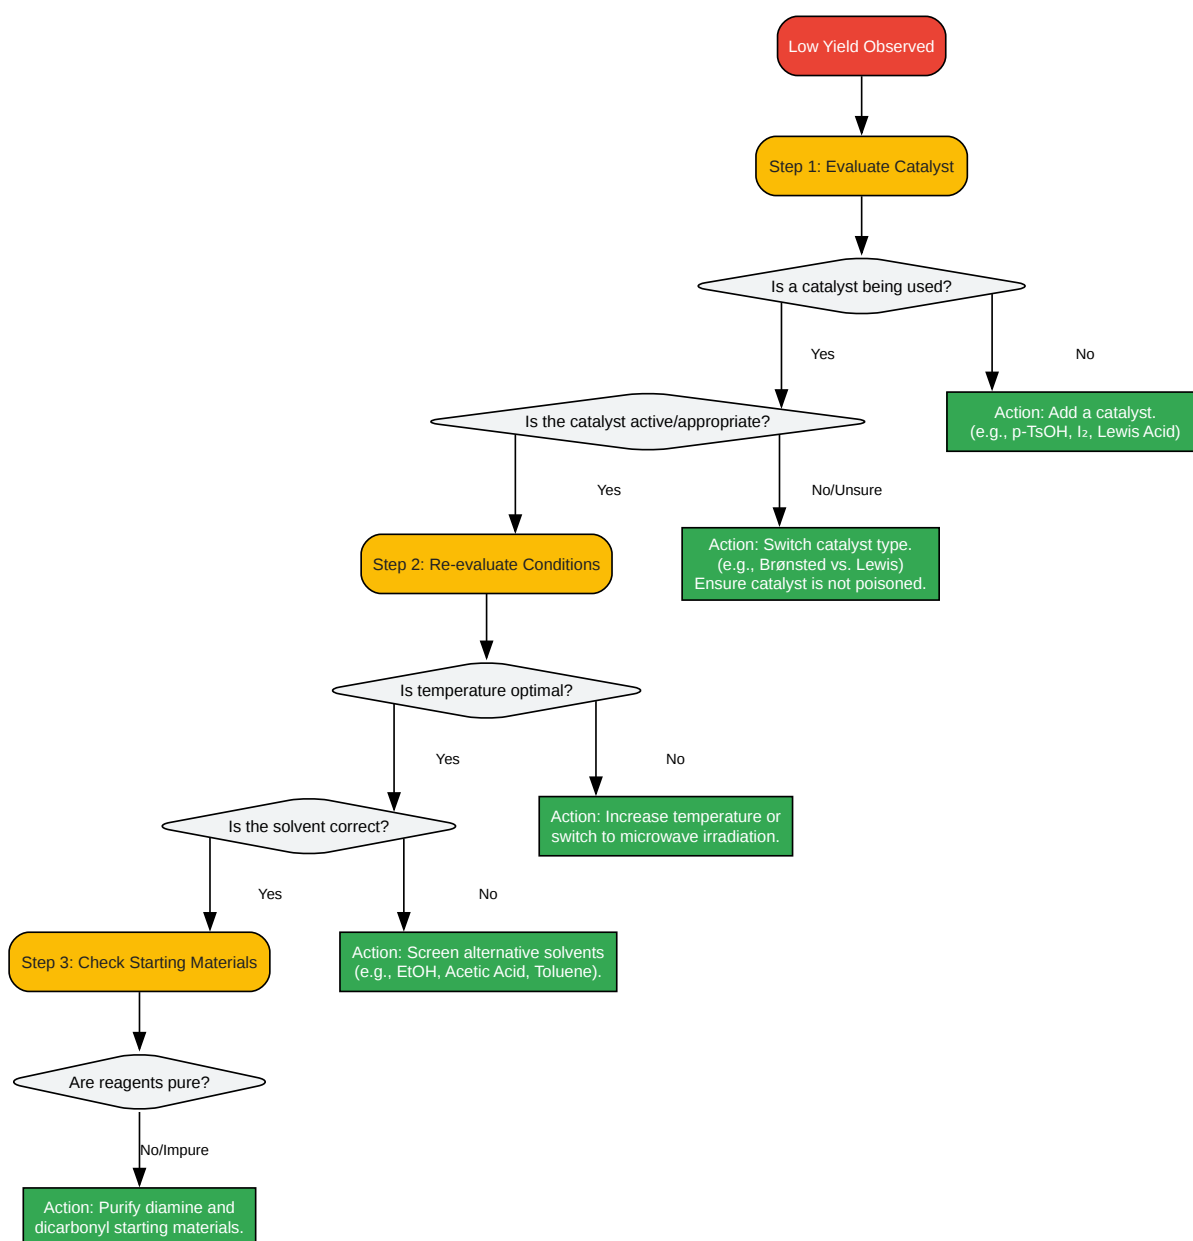 Low Yield Observed
Step 1: Evaluate Catalyst
Is a catalyst being used?
Yes
No
Action: Add a catalyst.
(e.g., p-TsOH, I₂, Lewis Acid)
Is the catalyst active/appropriate?
Yes
No/Unsure
Action: Switch catalyst type.
(e.g., Brønsted vs. Lewis)
Ensure catalyst is not poisoned.
Step 2: Re-evaluate Conditions
Is temperature optimal?
Yes
No
Action: Increase temperature or
switch to microwave irradiation.
Is the solvent correct?
Yes
No
Action: Screen alternative solvents
(e.g., EtOH, Acetic Acid, Toluene).
Step 3: Check Starting Materials
Are reagents pure?
No/Impure
Action: Purify diamine and
dicarbonyl starting materials.